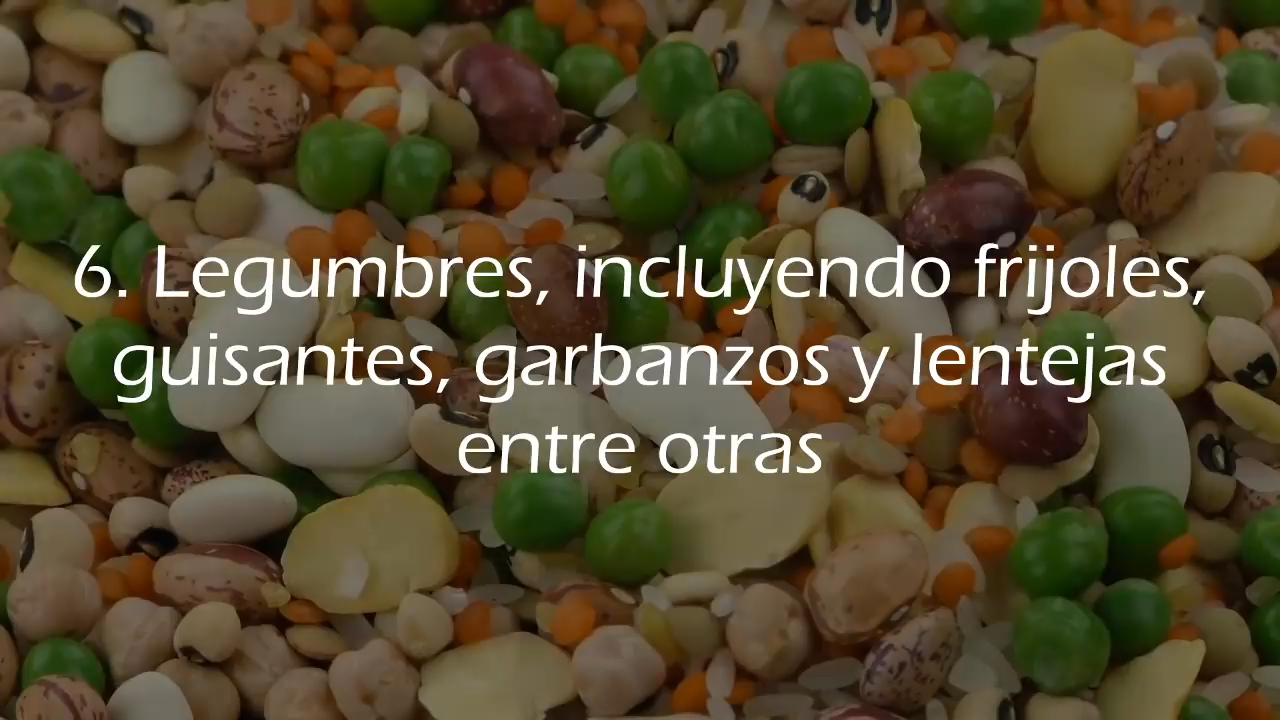 6. Legumbres, incluyendo frijoles,
guisantes, garbanzos y lentejas
entre otras